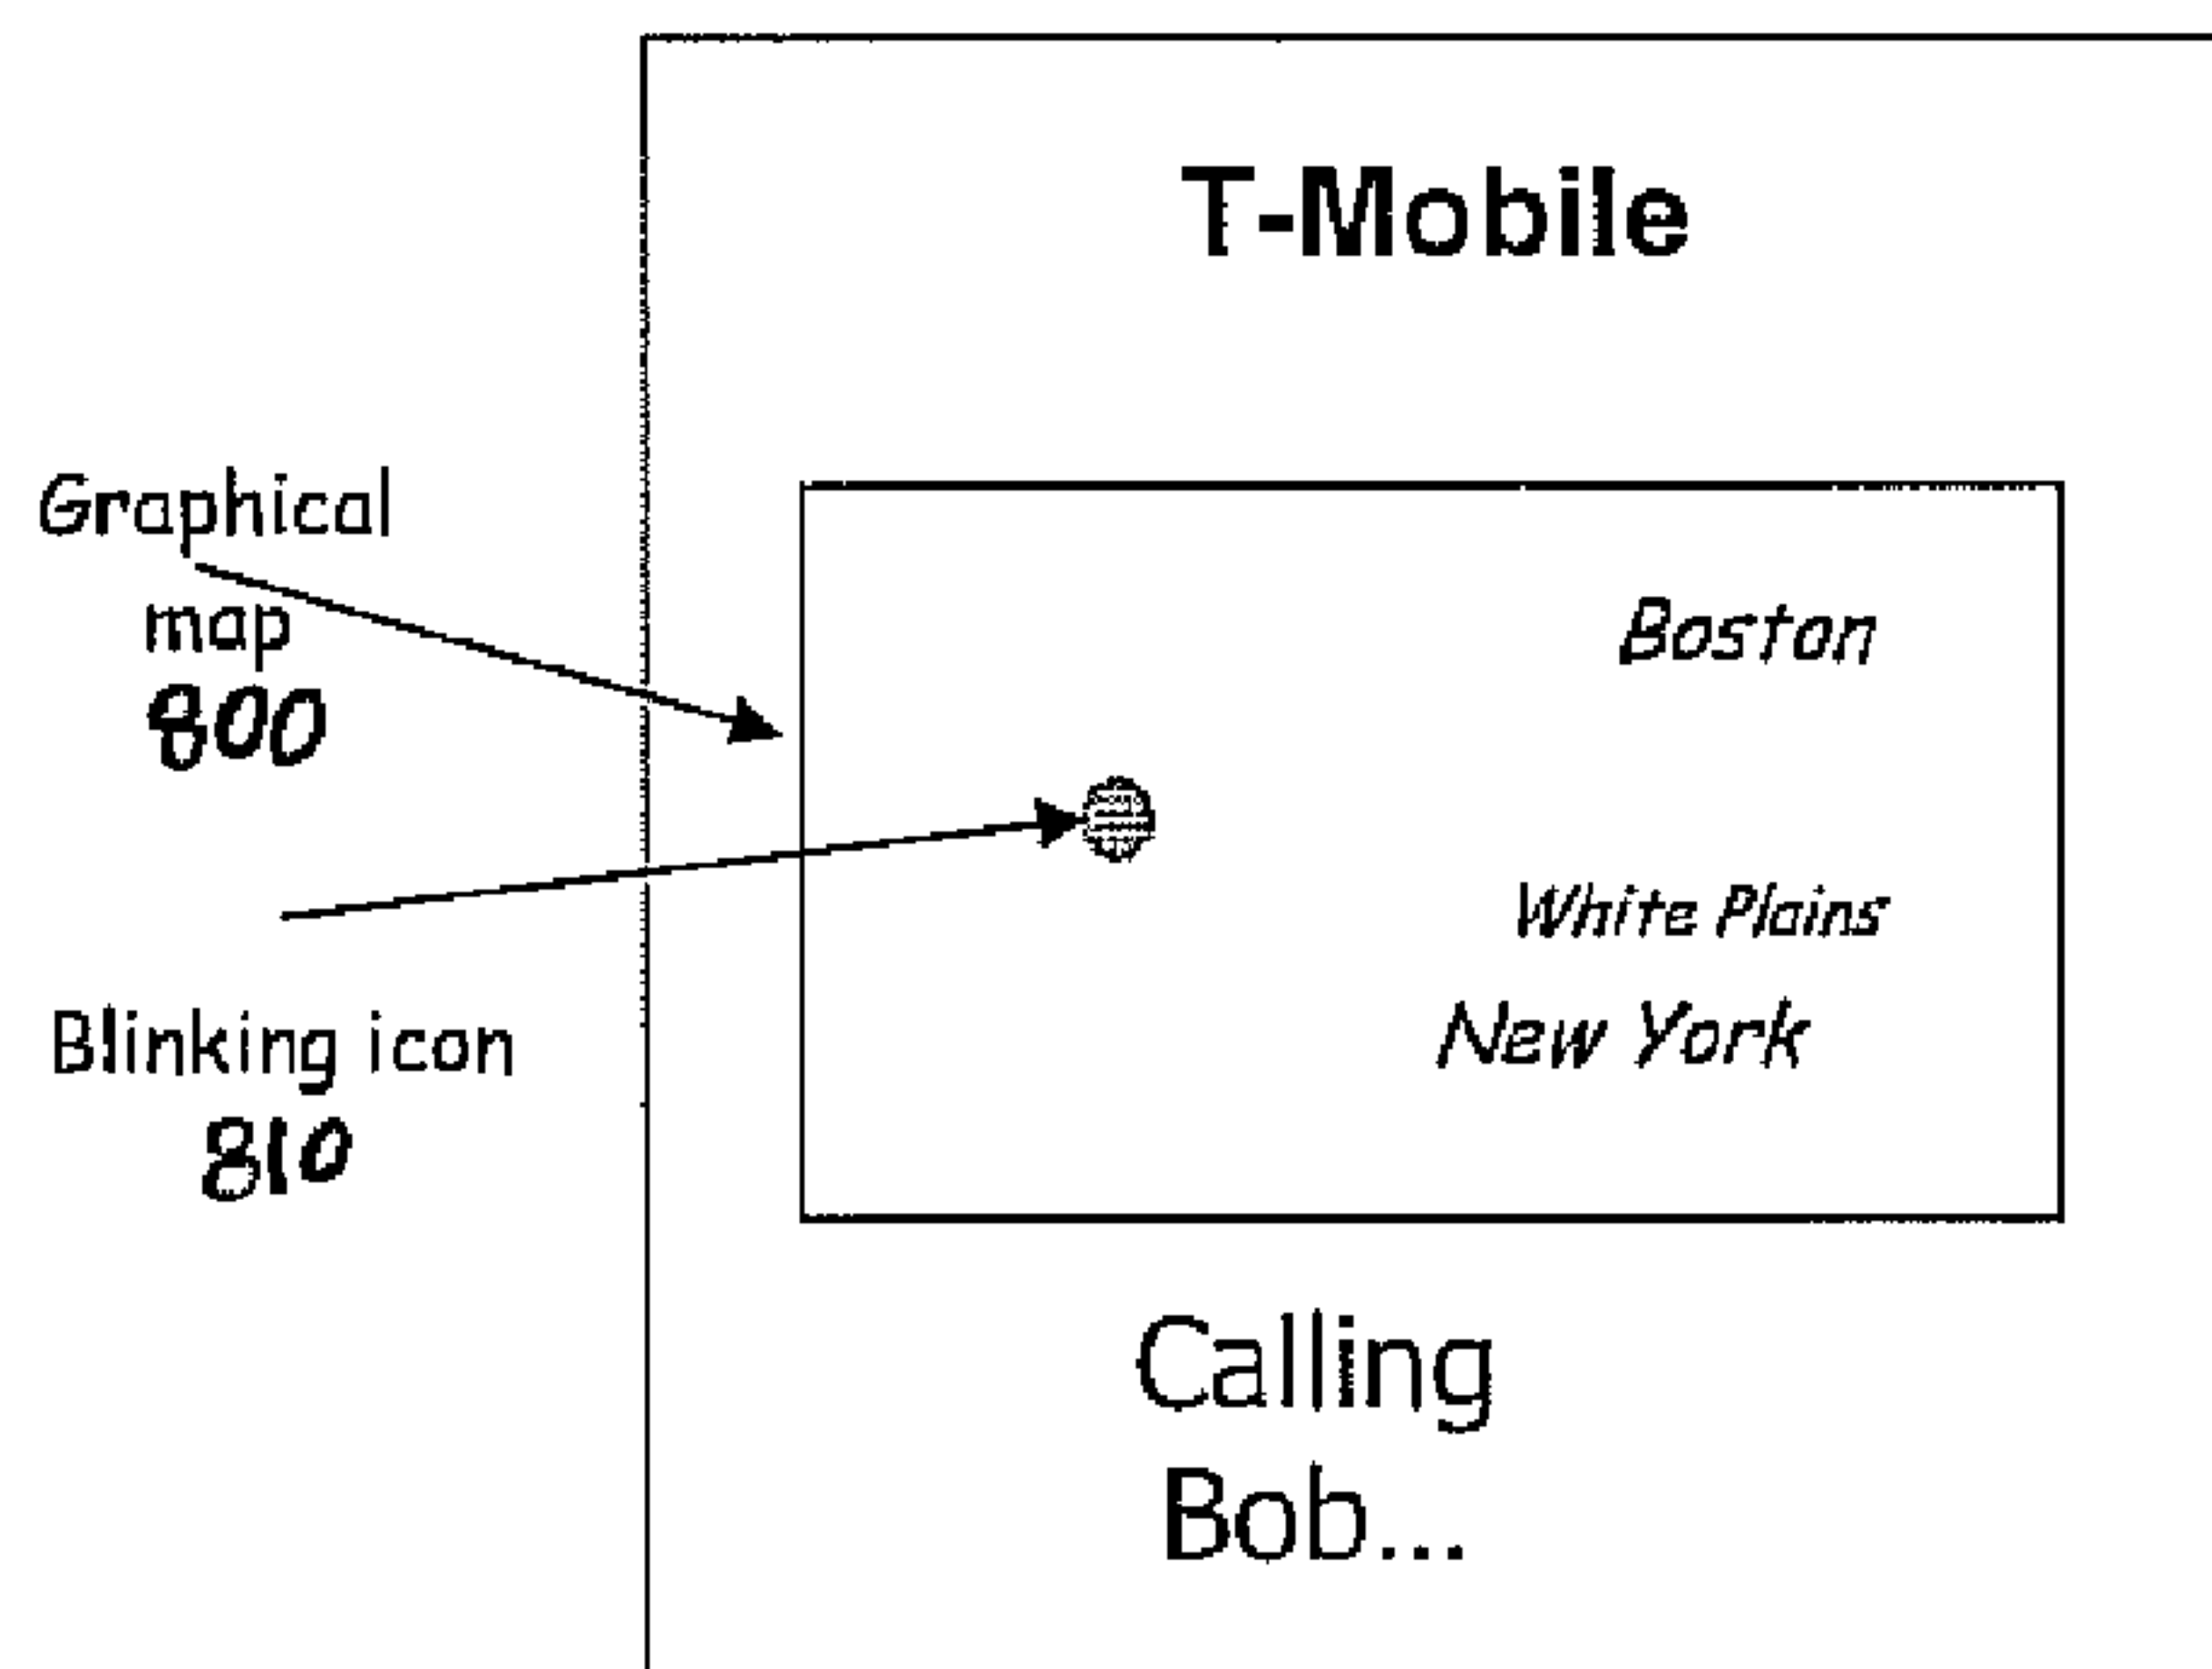 T-Mobile
Graphical
map
800
Boston
White Plains
New York
Blinking icon
810
Calling
Bob...